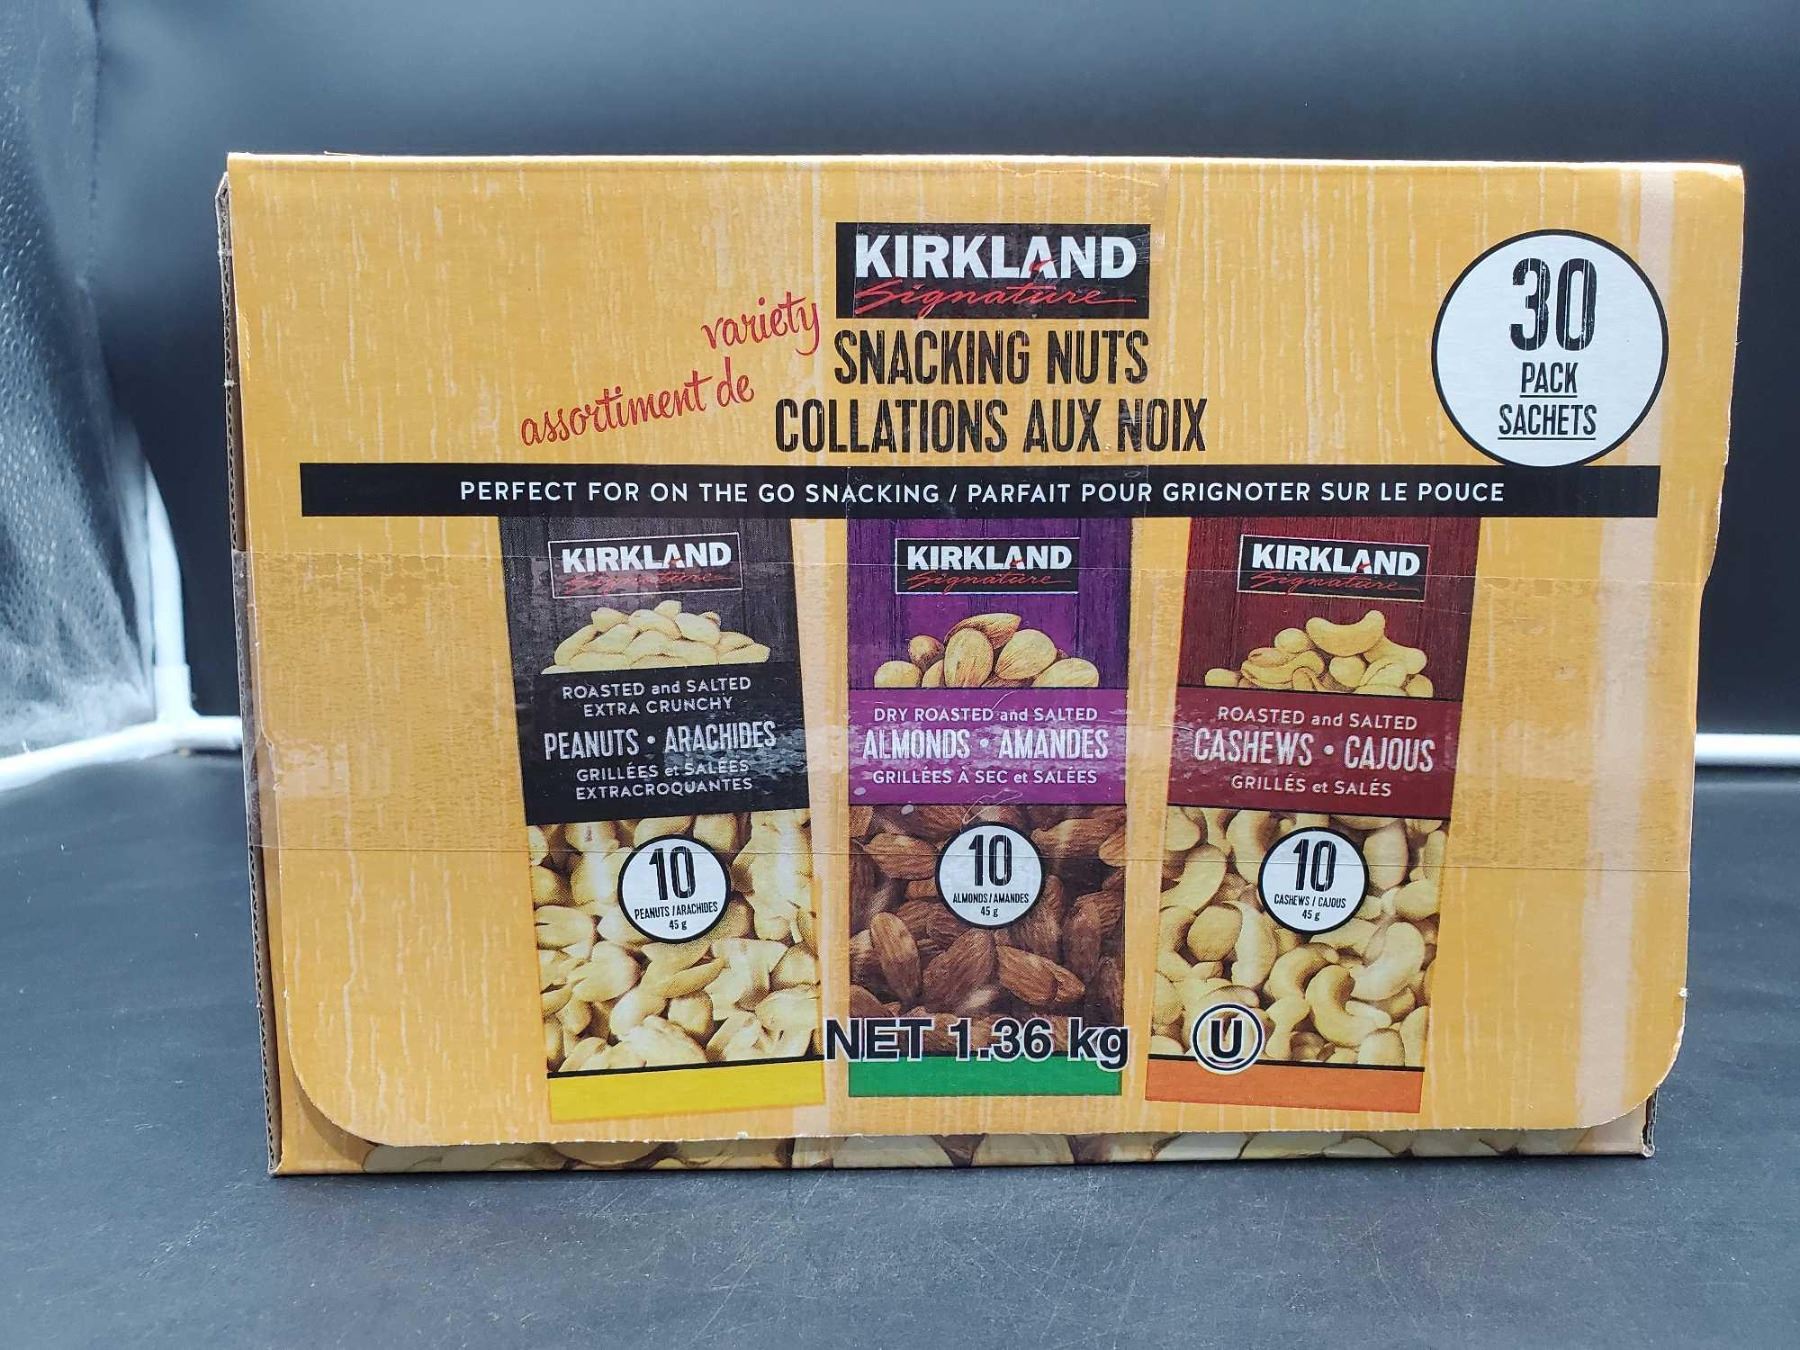 KIRKLAND
Signature
variety
SNACKING NUTS
assortiment de
COLLATIONS AUX NOIX
30
PACK
SACHETS
PERFECT FOR ON THE GO SNACKING / PARFAIT POUR GRIGNOTER SUR LE POUCE
KIRKLAND
Signature
ROASTED and SALTED
EXTRA CRUNCHY
PEANUTS • ARACHIDES
GRILLÉES et SALÉES
EXTRACROQUANTES
10
PEANUTS / ARACHIDES
45 g
KIRKLAND
Signature
DRY ROASTED and SALTED
ALMONDS • AMANDES
GRILLÉES À SEC et SALÉES
10
ALMONDS / AMANDES
45 g
KIRKLAND
Signature
ROASTED and SALTED
CASHEWS • CAJOUS
GRILLÉS et SALÉS
10
CASHEWS / CAJOUS
45 g
NET 1.36 kg
U